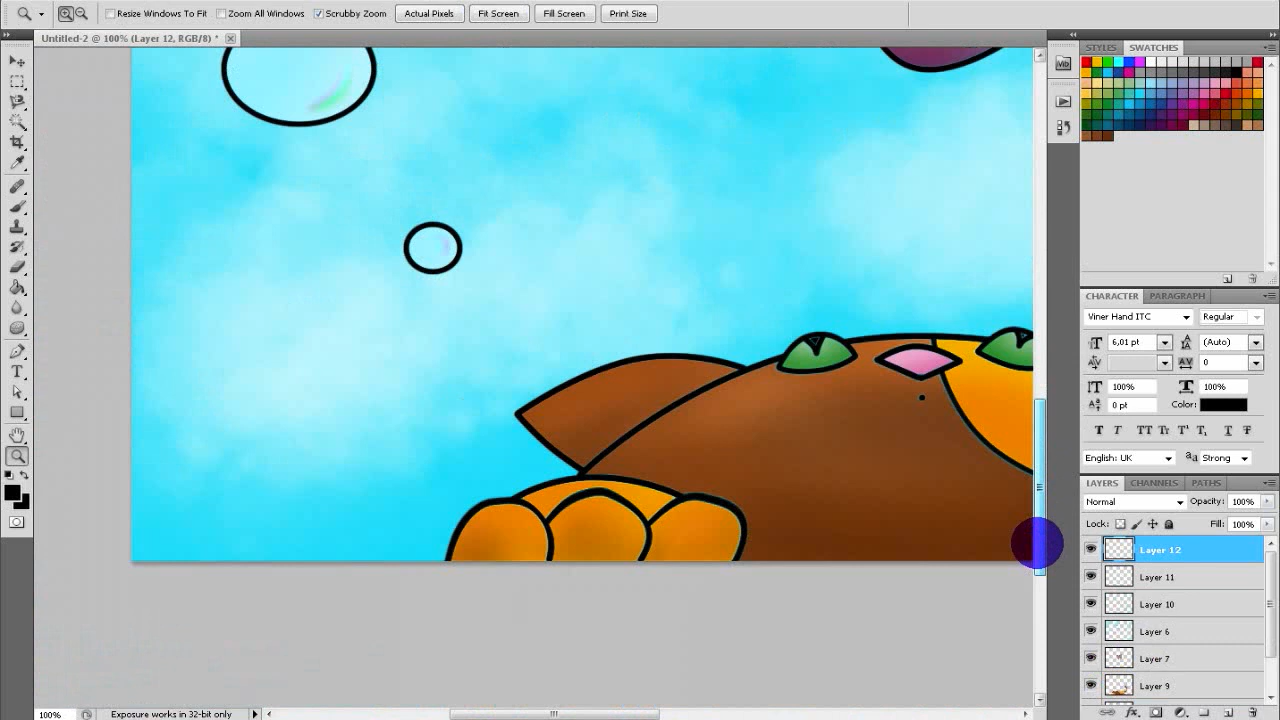 Resize Windows To Fit Zoom All Windows Scrubby Zoom Actual Pixels Fit Screen Fill Screen Print Size
Untitled-2 @ 100% (Layer 12, RGB/8) *
STYLES SWATCHES
CHARACTER PARAGRAPH
Viner Hand ITC Regular
6,01 pt (Auto)
0
100% 100%
0 pt Color:
English: UK Strong
LAYERS CHANNELS PATHS
Normal Opacity: 100%
Lock: Fill: 100%
Layer 12
Layer 11
Layer 10
Layer 6
Layer 7
Layer 9
100% Exposure works in 32-bit only